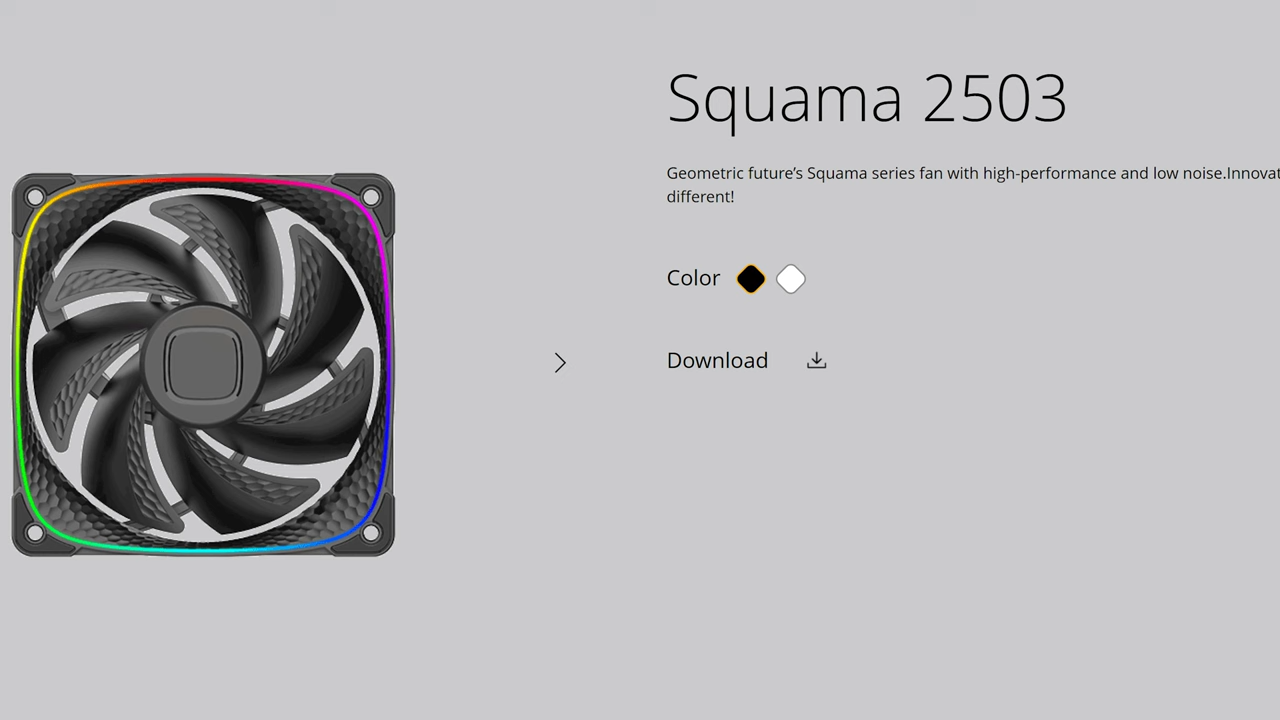 Squama 2503
Geometric future’s Squama series fan with high-performance and low noise.Innovat
different!
Color
Download